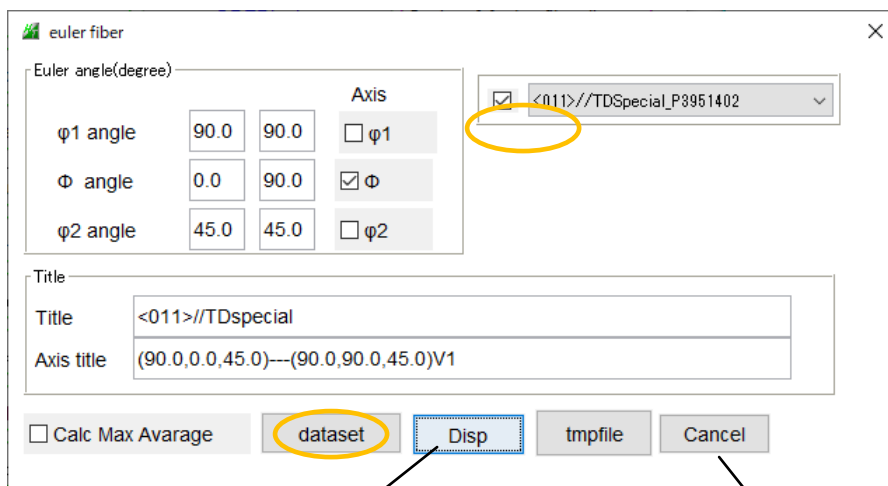 euler fiber
Euler angle(degree)
Axis
<011>//TDSpecial_P3951402
φ1 angle 90.0 90.0 φ1
Φ angle 0.0 90.0 Φ
φ2 angle 45.0 45.0 φ2
Title
Title <011>//TDspecial
Axis title (90.0,0.0,45.0)---(90.0,90.0,45.0)V1
Calc Max Avarage dataset Disp tmpfile Cancel